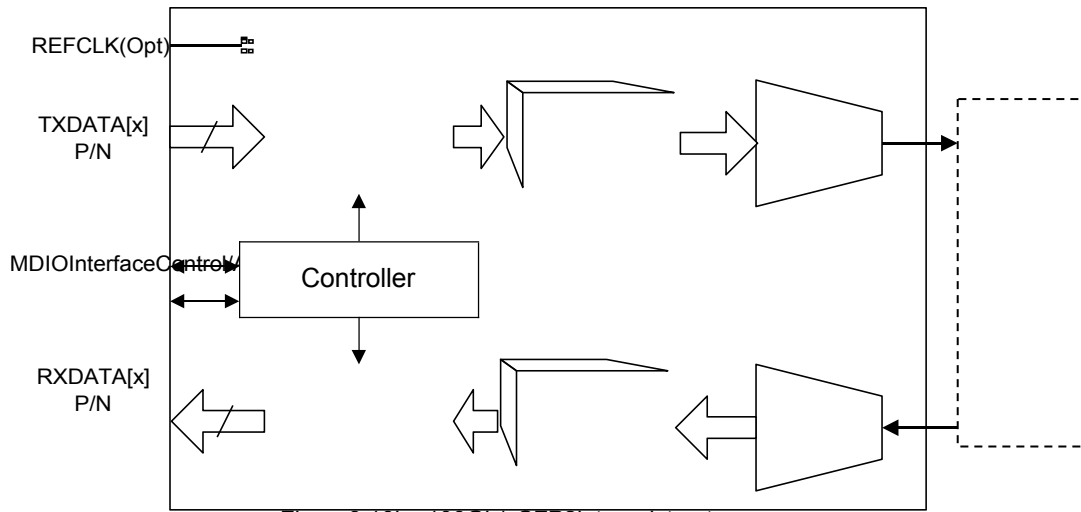 REFCLK(Opt)
TXDATA[x]
P/N
MDIOInterfaceControl/
Controller
RXDATA[x]
P/N